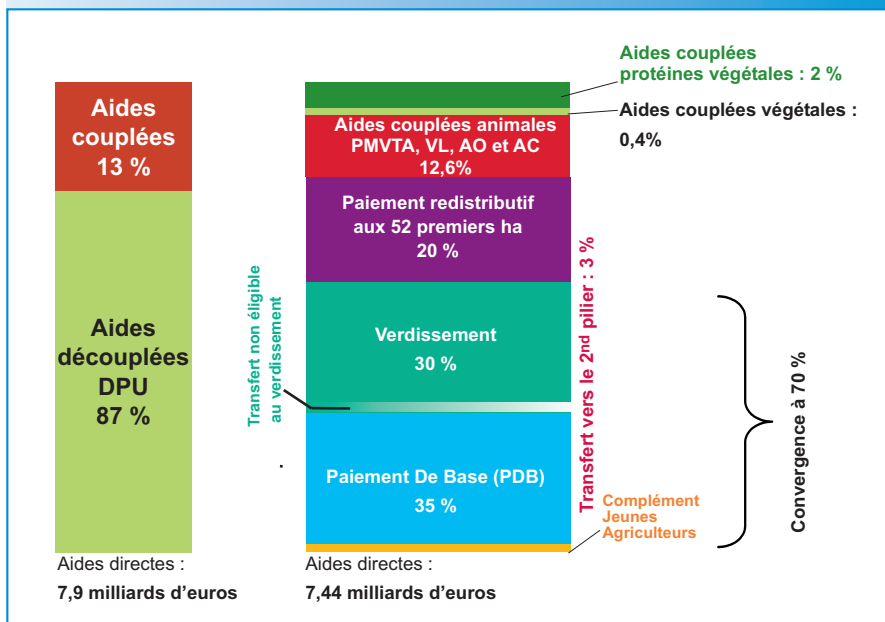 Aides
couplées
13 %
Aides
découplées
DPU
87 %
Aides directes :
7,9 milliards d’euros
Aides couplées
protéines végétales : 2 %
Aides couplées végétales :
0,4%
Aides couplées animales
PMVTA, VL, AO et AC
12,6%
Paiement redistributif
aux 52 premiers ha
20 %
Transfert non éligible
au verdissement
Verdissement
30 %
Paiement De Base (PDB)
35 %
Transfert vers le 2nd pilier : 3 %
Complément
Jeunes
Agriculteurs
Convergence à 70 %
Aides directes :
7,44 milliards d’euros